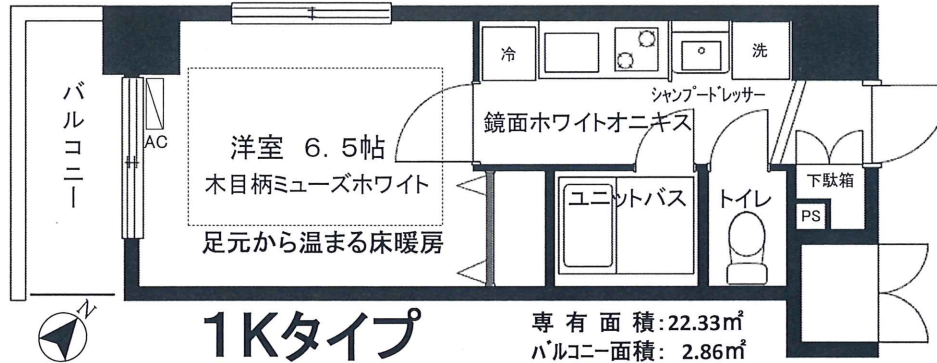 冷
洗
シャンプードレッサー
バルコニー
AC
洋室 6.5帖
木目柄ミューズホワイト
鏡面ホワイトオニキス
足元から温まる床暖房
ユニットバス
トイレ
下駄箱
PS
N
1Kタイプ
専有面積:22.33㎡
バルコニー面積: 2.86㎡